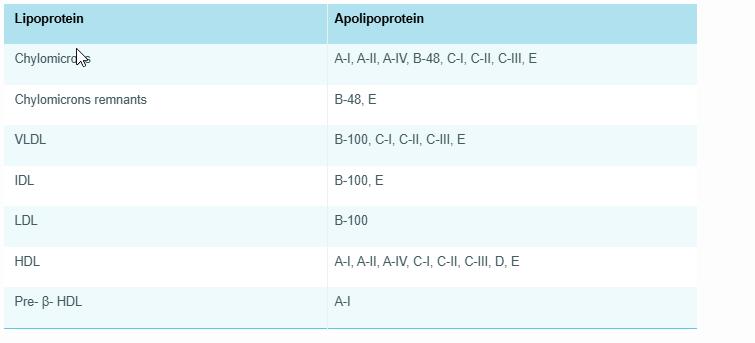 Lipoprotein Apolipoprotein
Chylomicrons A-I, A-II, A-IV, B-48, C-I, C-II, C-III, E
Chylomicrons remnants B-48, E
VLDL B-100, C-I, C-II, C-III, E
IDL B-100, E
LDL B-100
HDL A-I, A-II, A-IV, C-I, C-II, C-III, D, E
Pre- β- HDL A-I